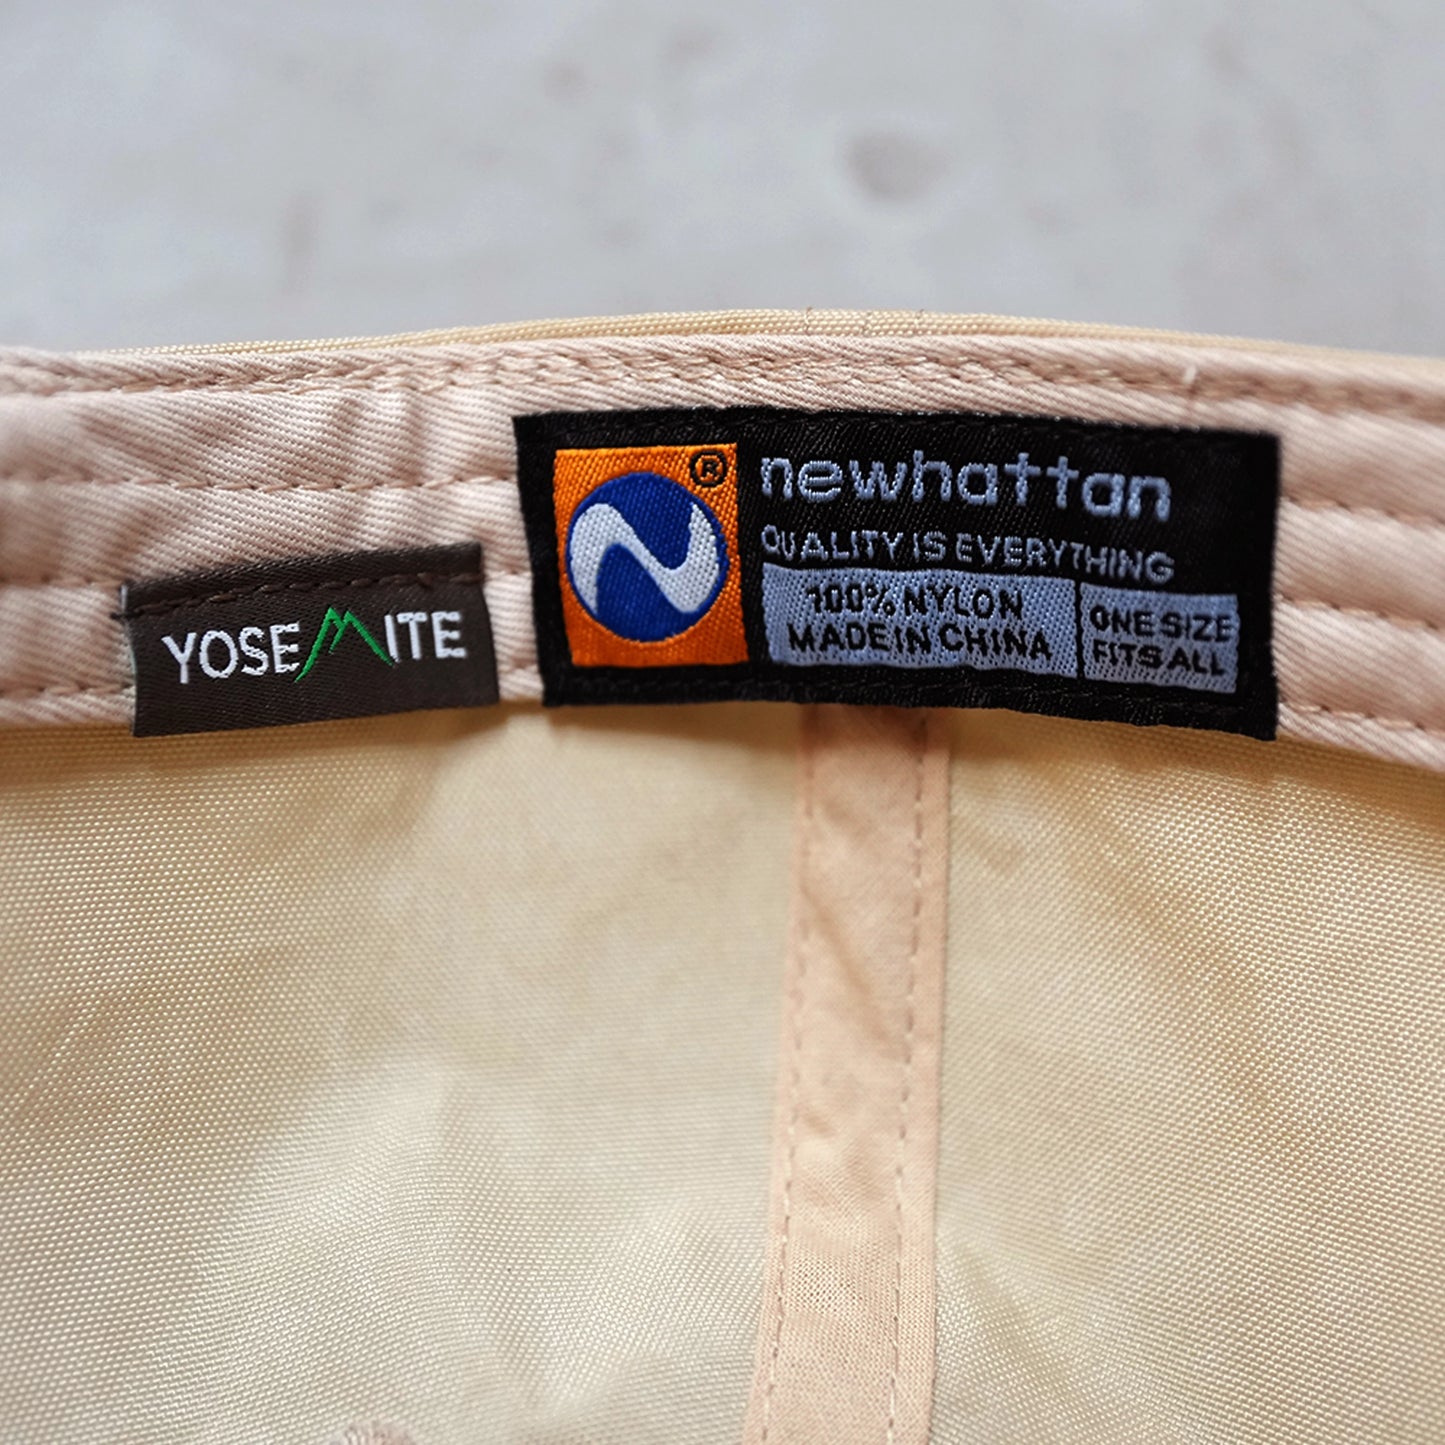 YOSEMITE
®
newhattan
QUALITY IS EVERYTHING
100% NYLON
MADE IN CHINA
ONE SIZE
FITS ALL